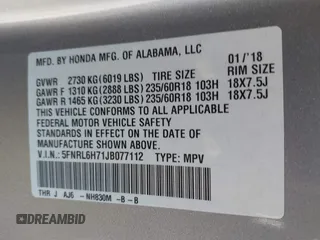 MFD. BY HONDA MFG. OF ALABAMA, LLC
01/'18
GVWR 2730 KG (6019 LBS) TIRE SIZE RIM SIZE
GAWR F 1310 KG (2888 LBS) 235/60R18 103H 18X7.5J
GAWR R 1465 KG (3230 LBS) 235/60R18 103H 18X7.5J
THIS VEHICLE CONFORMS TO ALL APPLICABLE
FEDERAL MOTOR VEHICLE SAFETY AND THEFT
PREVENTION STANDARDS IN EFFECT ON THE DATE
OF MANUFACTURE SHOWN ABOVE.
V.I.N.: 5FNRL6H71JB077112 TYPE: MPV
THR J AJ6 -NH830M -B-B
DREAMBID